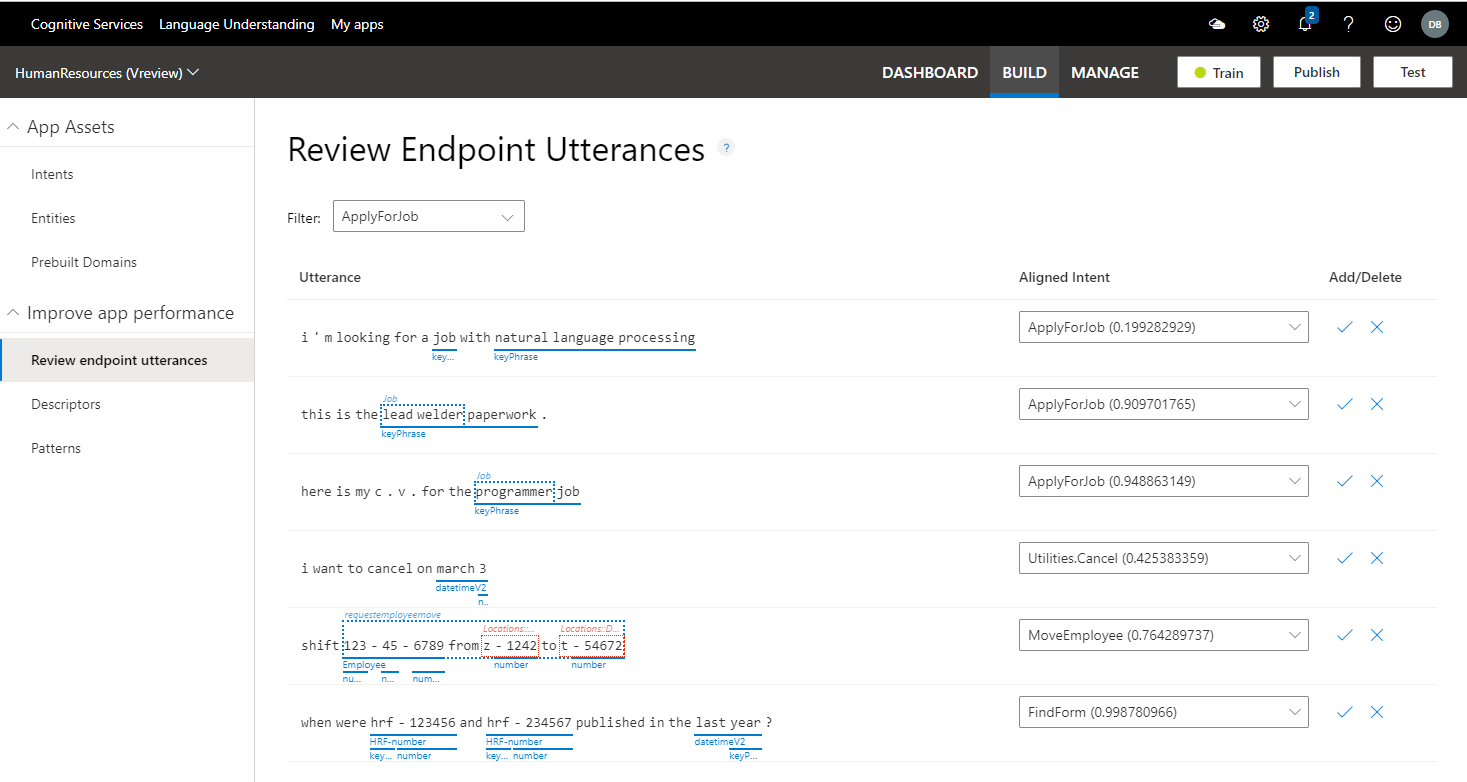 Cognitive Services Language Understanding My apps 2 ? DB
HumanResources (Vreview) DASHBOARD BUILD MANAGE Train Publish Test
App Assets
Intents
Entities
Prebuilt Domains
Improve app performance
Review endpoint utterances
Descriptors
Patterns
Review Endpoint Utterances ?
Filter: ApplyForJob
Utterance Aligned Intent Add/Delete
i ' m looking for a job with natural language processing ApplyForJob (0.199282929)
key... keyPhrase
Job
this is the lead welder paperwork . ApplyForJob (0.909701765)
keyPhrase
Job
here is my c . v . for the programmer job ApplyForJob (0.948863149)
keyPhrase
i want to cancel on march 3 Utilities.Cancel (0.425383359)
datetimeV2
n..
requestemployeemove
Locations::... Locations::D...
shift 123 - 45 - 6789 from z - 1242 to t - 54672 MoveEmployee (0.764289737)
Employee number number
nu... n... num...
when were hrf - 123456 and hrf - 234567 published in the last year ? FindForm (0.998780966)
HRF-number HRF-number datetimeV2
key... number key... number keyP...